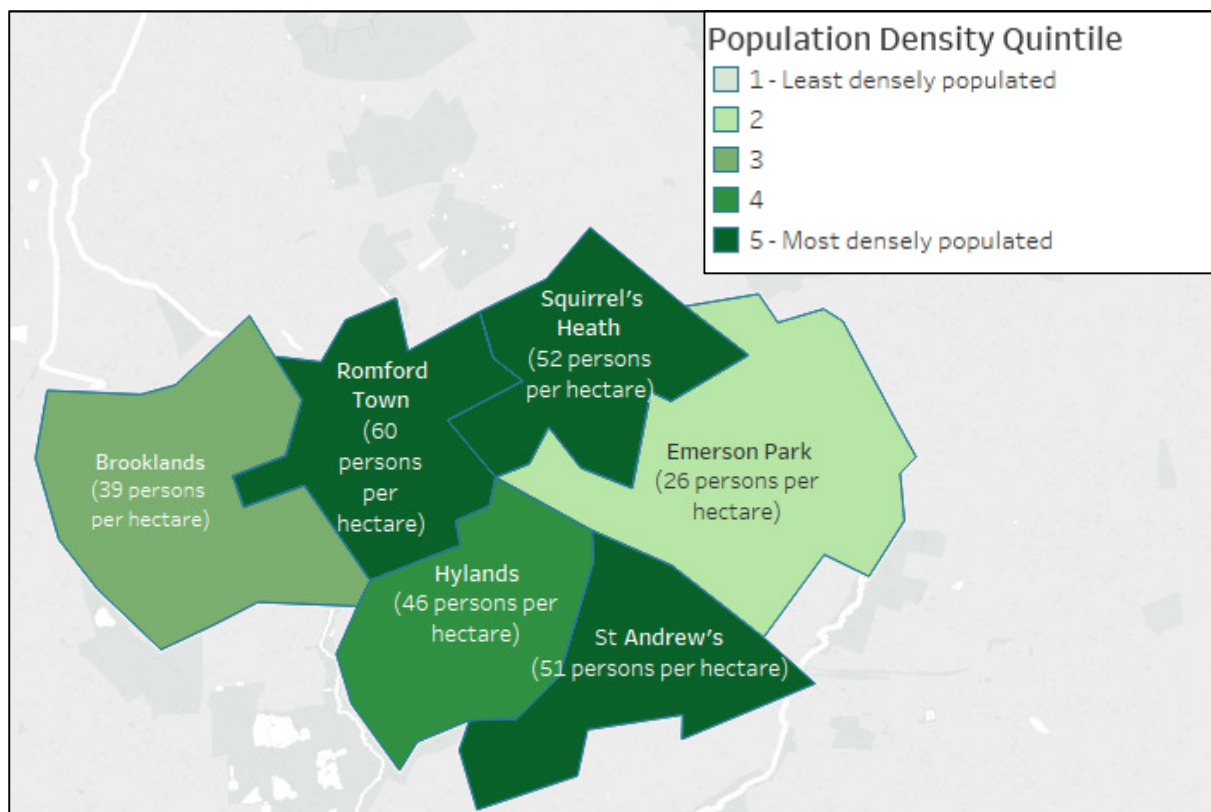 Population Density Quintile
1 - Least densely populated
2
3
4
5 - Most densely populated
Squirrel's
Heath
(52 persons
per hectare)
Romford
Town
(60
persons
per
hectare)
Brooklands
(39 persons
per hectare)
Emerson Park
(26 persons per
hectare)
Hylands
(46 persons per
hectare)
St Andrew's
(51 persons per hectare)